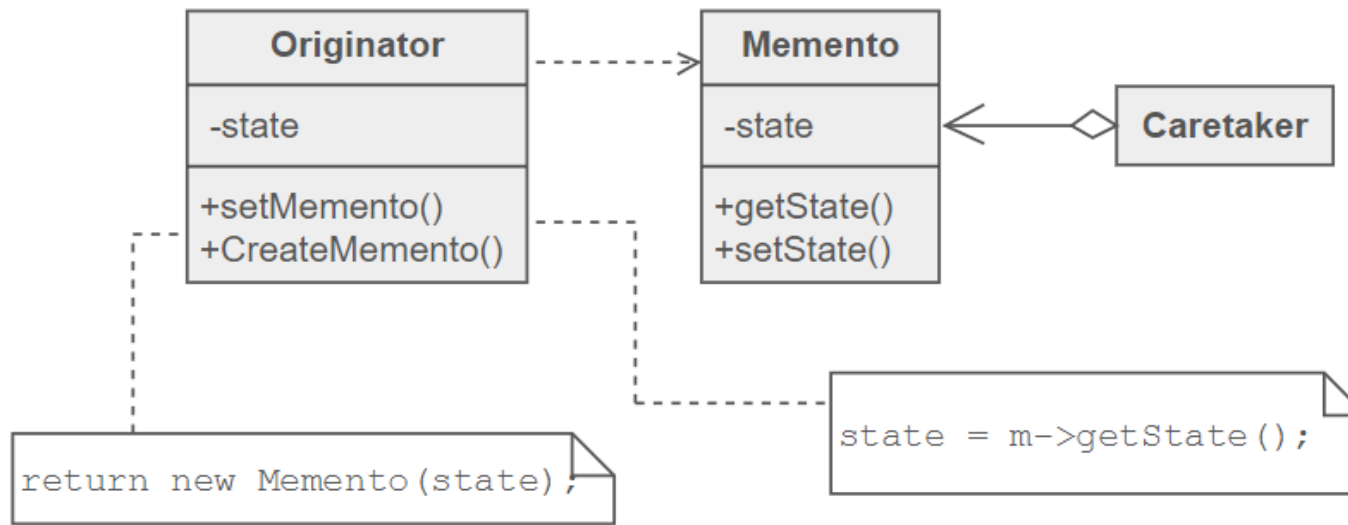 Originator
-state
+setMemento()
+CreateMemento()
Memento
-state
+getState()
+setState()
Caretaker
return new Memento(state);
state = m->getState();